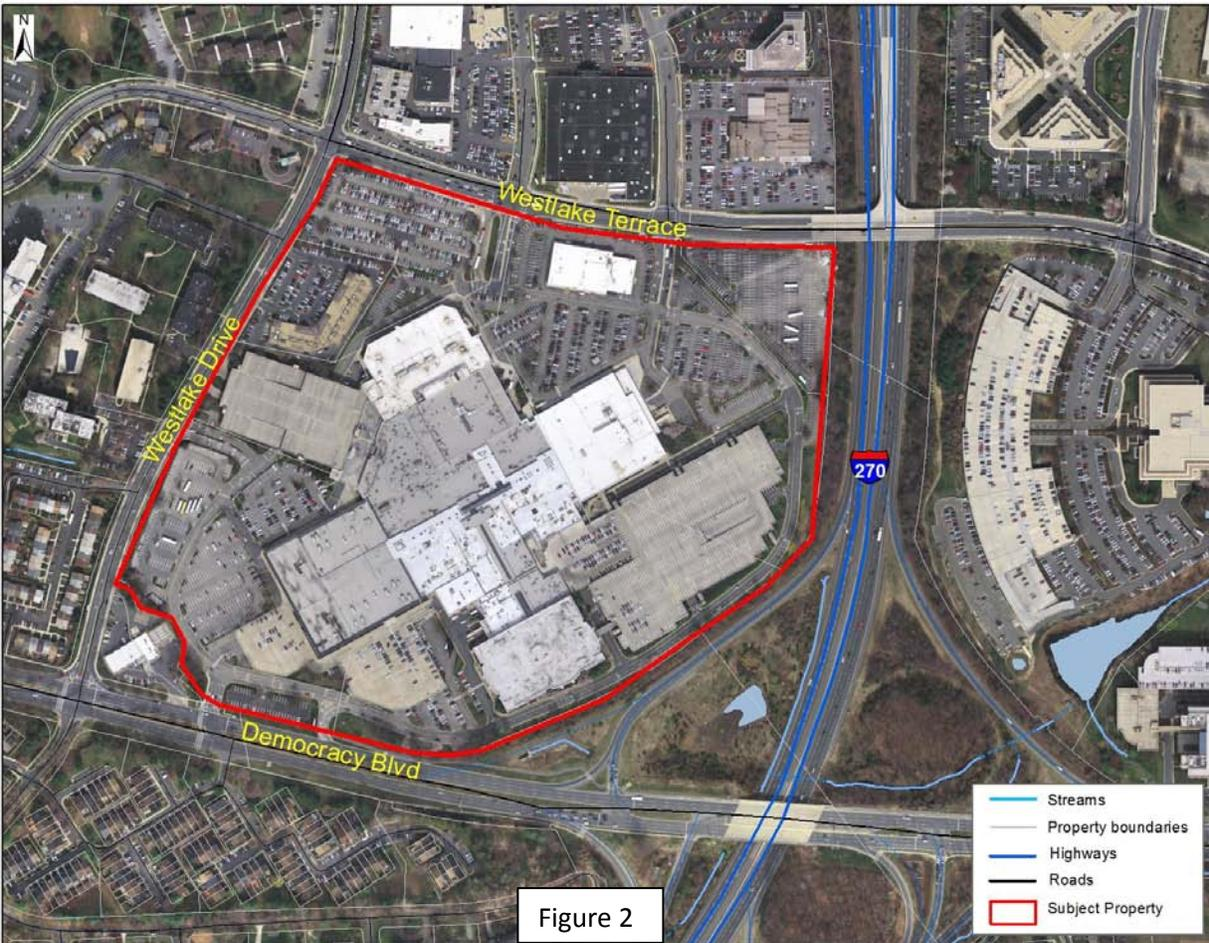 N
Westlake Terrace
Westlake Drive
270
Democracy Blvd
Streams
Property boundaries
Highways
Roads
Subject Property
Figure 2